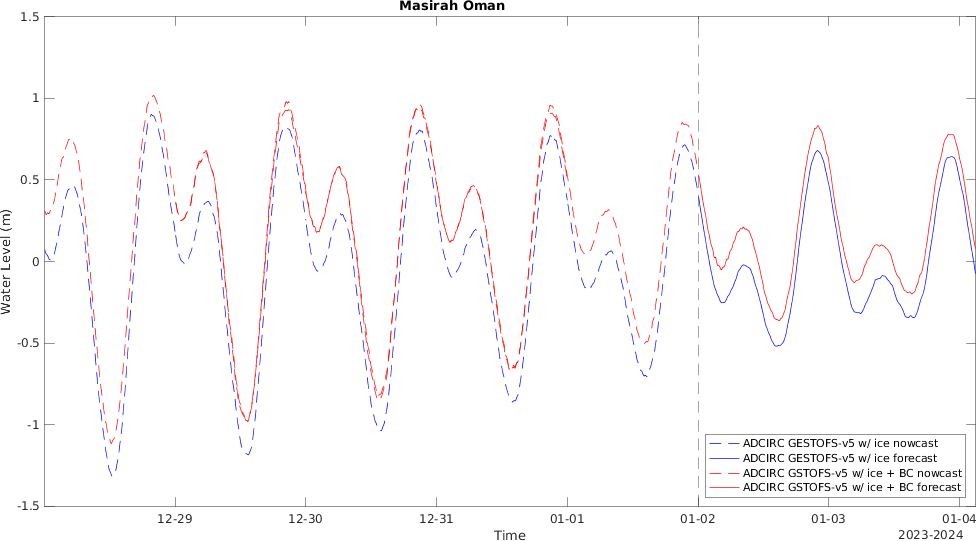 Masirah Oman
1.5
1
0.5
0
-0.5
-1
-1.5
Water Level (m)
12-29
12-30
12-31
01-01
01-02
01-03
01-04
Time
2023-2024
ADCIRC GESTOFS-v5 w/ ice nowcast
ADCIRC GESTOFS-v5 w/ ice forecast
ADCIRC GSTOFS-v5 w/ ice + BC nowcast
ADCIRC GSTOFS-v5 w/ ice + BC forecast